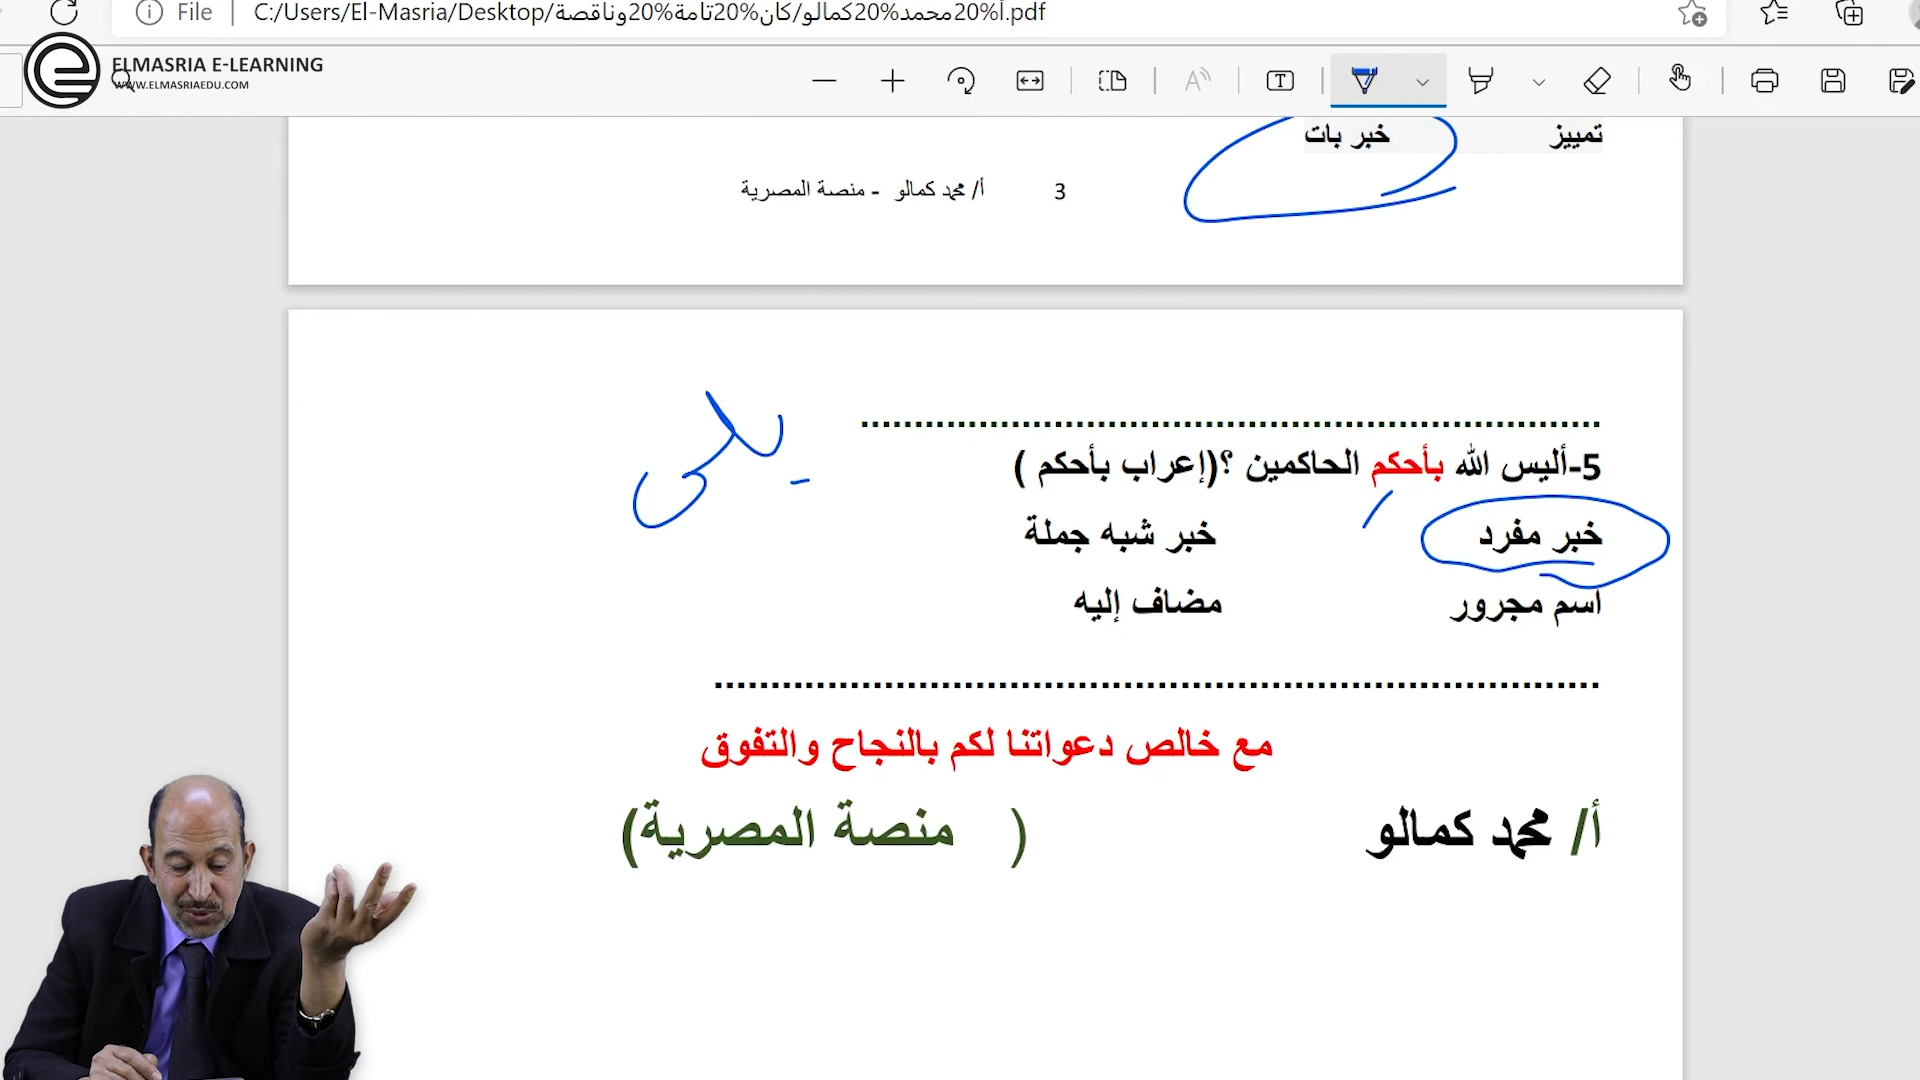 File C:/Users/El-Masria/Desktop/كان%20تامة%20وناقصة/أ%20محمد%20كمالو.pdf
ELMASRIA E-LEARNING
WWW.ELMASRIAEDU.COM
تمييز خبر بات
3 أ/ محمد كمالو - منصة المصرية
5-أليس الله بأحكم الحاكمين ؟(إعراب بأحكم )
بلى
خبر مفرد خبر شبه جملة
اسم مجرور مضاف إليه
مع خالص دعواتنا لكم بالنجاح والتفوق
أ/ محمد كمالو ( منصة المصرية)